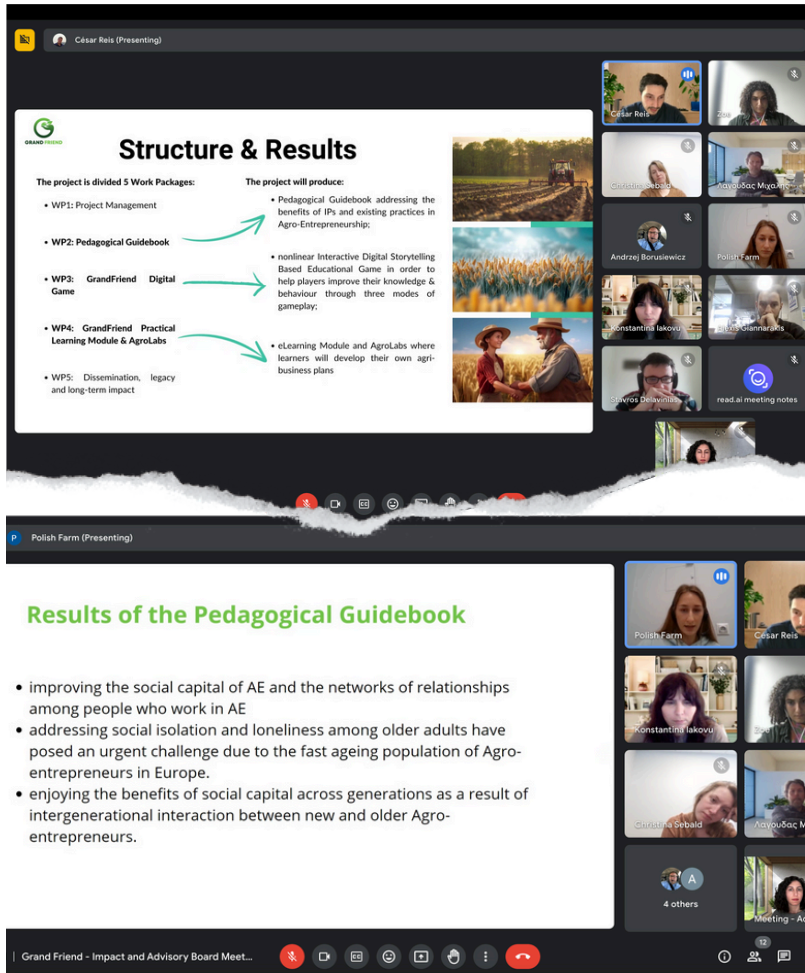 César Reis (Presenting)
GRAND FRIEND
Structure & Results
The project is divided 5 Work Packages:
• WP1: Project Management
• WP2: Pedagogical Guidebook
• WP3: GrandFriend Digital
Game
• WP4: GrandFriend Practical
Learning Module & AgroLabs
• WP5: Dissemination, legacy
and long-term impact
The project will produce:
• Pedagogical Guidebook addressing the
benefits of IPs and existing practices in
Agro-Entrepreneurship;
• nonlinear Interactive Digital Storytelling
Based Educational Game in order to
help players improve their knowledge &
behaviour through three modes of
gameplay;
• eLearning Module and AgroLabs where
learners will develop their own agri-
business plans
César Reis
Zoe
Christina Sebald
Λαγουδας Μιχαλης
Andrzej Borusiewicz
Polish Farm
Konstantina Iakovu
Alexis Giannarakis
Stavros Delavinias
read.ai meeting notes
P
Polish Farm (Presenting)
Results of the Pedagogical Guidebook
• improving the social capital of AE and the networks of relationships
among people who work in AE
• addressing social isolation and loneliness among older adults have
posed an urgent challenge due to the fast ageing population of Agro-
entrepreneurs in Europe.
• enjoying the benefits of social capital across generations as a result of
intergenerational interaction between new and older Agro-
entrepreneurs.
Polish Farm
César Reis
Konstantina Iakovu
Zoe
Christina Sebald
Λαγουδας Μ
A
4 others
Meeting - Ac
Grand Friend - Impact and Advisory Board Meet...
12